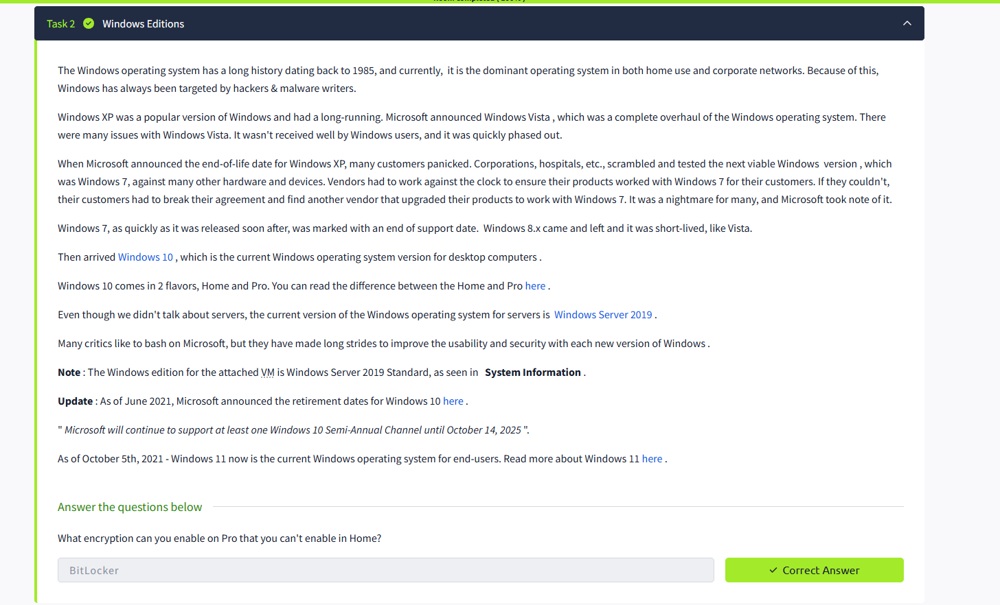 Task 2 Windows Editions
The Windows operating system has a long history dating back to 1985, and currently,  it is the dominant operating system in both home use and corporate networks. Because of this,
Windows has always been targeted by hackers & malware writers.
Windows XP was a popular version of Windows and had a long-running. Microsoft announced Windows Vista , which was a complete overhaul of the Windows operating system. There
were many issues with Windows Vista. It wasn't received well by Windows users, and it was quickly phased out.
When Microsoft announced the end-of-life date for Windows XP, many customers panicked. Corporations, hospitals, etc., scrambled and tested the next viable Windows  version , which
was Windows 7, against many other hardware and devices. Vendors had to work against the clock to ensure their products worked with Windows 7 for their customers. If they couldn't,
their customers had to break their agreement and find another vendor that upgraded their products to work with Windows 7. It was a nightmare for many, and Microsoft took note of it.
Windows 7, as quickly as it was released soon after, was marked with an end of support date.  Windows 8.x came and left and it was short-lived, like Vista.
Then arrived Windows 10 , which is the current Windows operating system version for desktop computers .
Windows 10 comes in 2 flavors, Home and Pro. You can read the difference between the Home and Pro here .
Even though we didn't talk about servers, the current version of the Windows operating system for servers is  Windows Server 2019 .
Many critics like to bash on Microsoft, but they have made long strides to improve the usability and security with each new version of Windows .
Note : The Windows edition for the attached VM is Windows Server 2019 Standard, as seen in  System Information .
Update : As of June 2021, Microsoft announced the retirement dates for Windows 10 here .
" Microsoft will continue to support at least one Windows 10 Semi-Annual Channel until October 14, 2025 ".
As of October 5th, 2021 - Windows 11 now is the current Windows operating system for end-users. Read more about Windows 11 here .
Answer the questions below
What encryption can you enable on Pro that you can't enable in Home?
BitLocker
Correct Answer